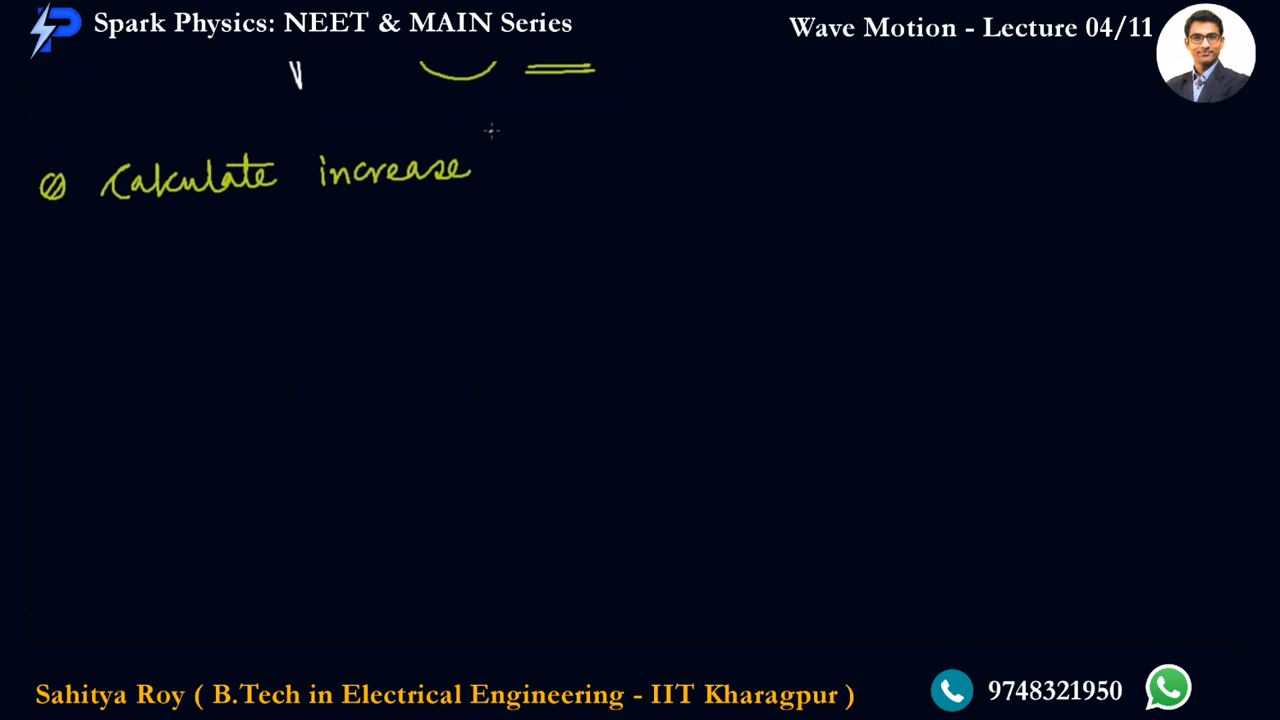 Spark Physics: NEET & MAIN Series
Wave Motion - Lecture 04/11
Calculate increase
Sahitya Roy ( B.Tech in Electrical Engineering - IIT Kharagpur )
9748321950